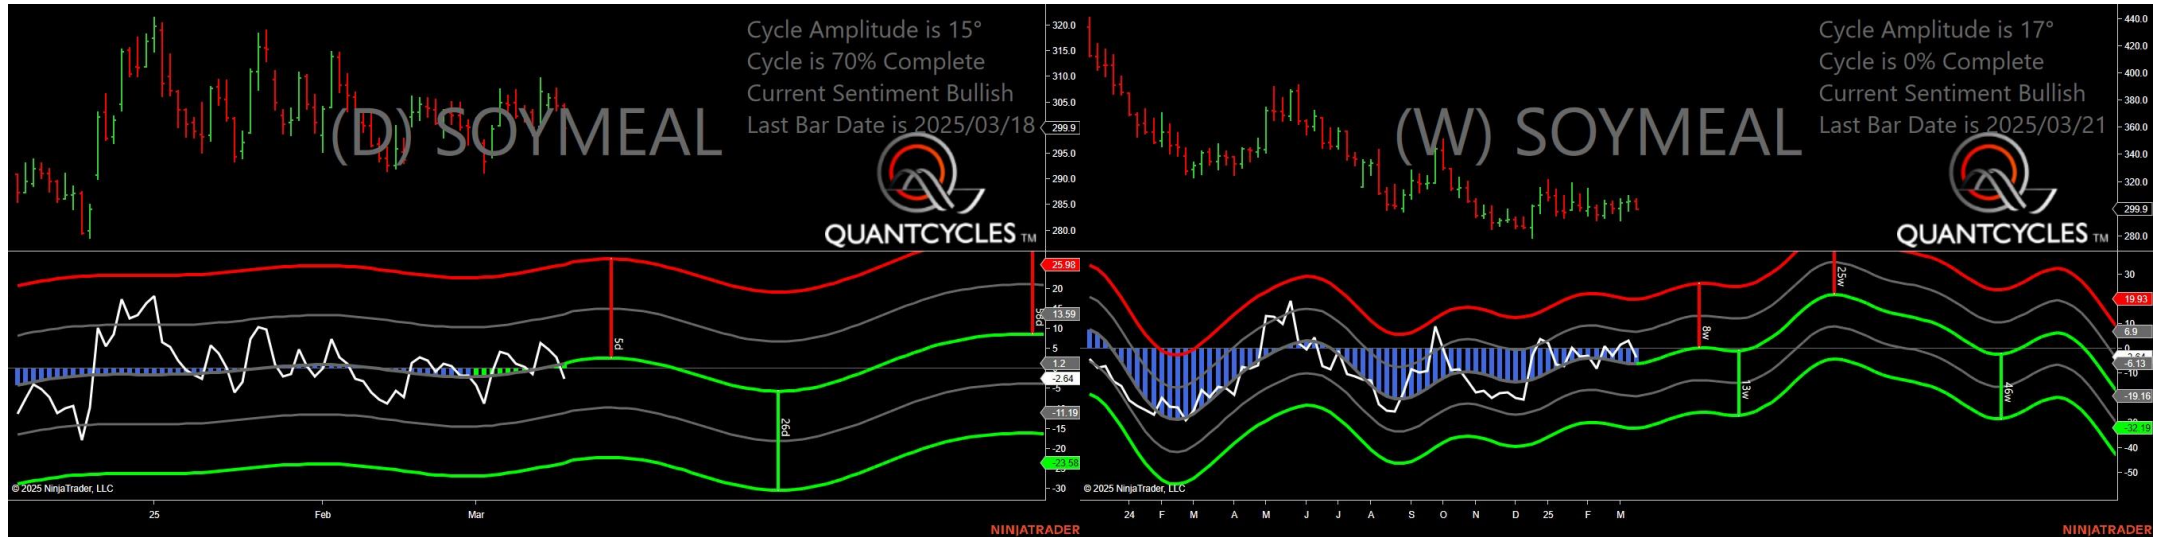 Cycle Amplitude is 15°
Cycle is 70% Complete
Current Sentiment Bullish
Last Bar Date is 2025/03/18
(D) SOYMEAL
QUANTCYCLES TM
320.0
315.0
310.0
305.0
299.9
295.0
290.0
285.0
280.0
25.98
20
13.59
10
5
1.2
-2.64
-5
-11.19
-15
-20
-23.58
-30
5d
26d
56d
© 2025 NinjaTrader, LLC
25 Feb Mar
NINJATRADER
Cycle Amplitude is 17°
Cycle is 0% Complete
Current Sentiment Bullish
Last Bar Date is 2025/03/21
(W) SOYMEAL
QUANTCYCLES TM
440.0
420.0
400.0
380.0
360.0
340.0
320.0
299.9
280.0
30
19.93
10
6.9
0
-6.13
-10
-19.16
-32.19
-40
-50
8w
13w
25w
46w
© 2025 NinjaTrader, LLC
24 F M A M J J A S O N D 25 F M
NINJATRADER